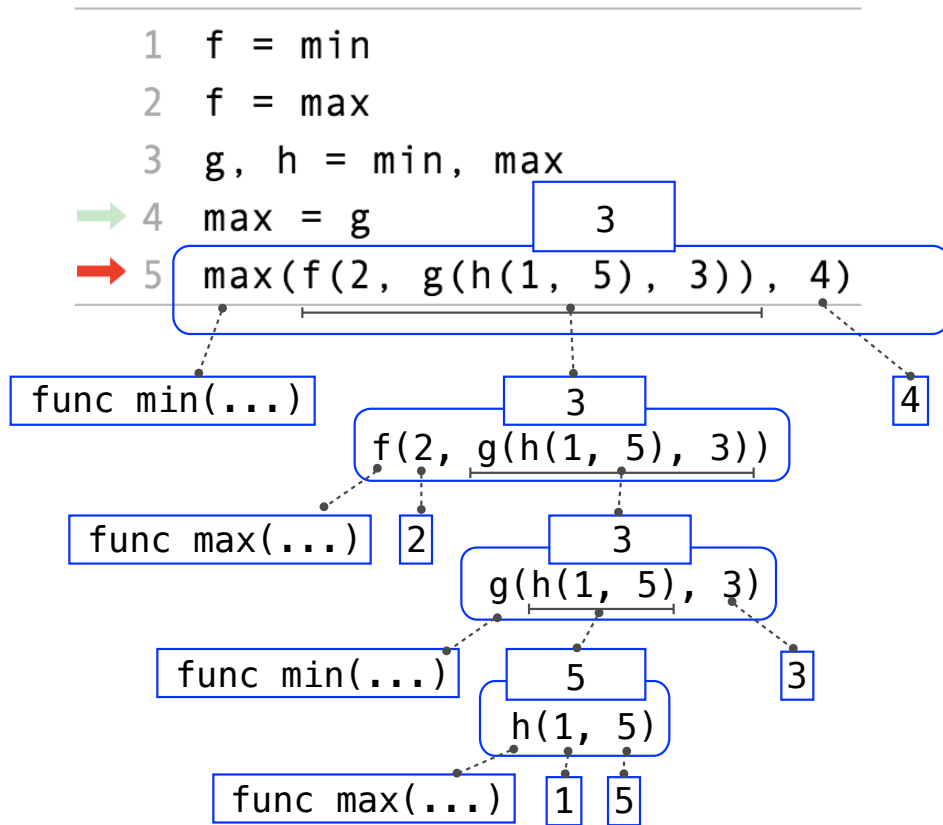 1 f = min
2 f = max
3 g, h = min, max
3
4 max = g
5 max(f(2, g(h(1, 5), 3)), 4)
func min(...)
3
4
f(2, g(h(1, 5), 3))
func max(...)
2
3
g(h(1, 5), 3)
func min(...)
5
3
h(1, 5)
func max(...)
1
5